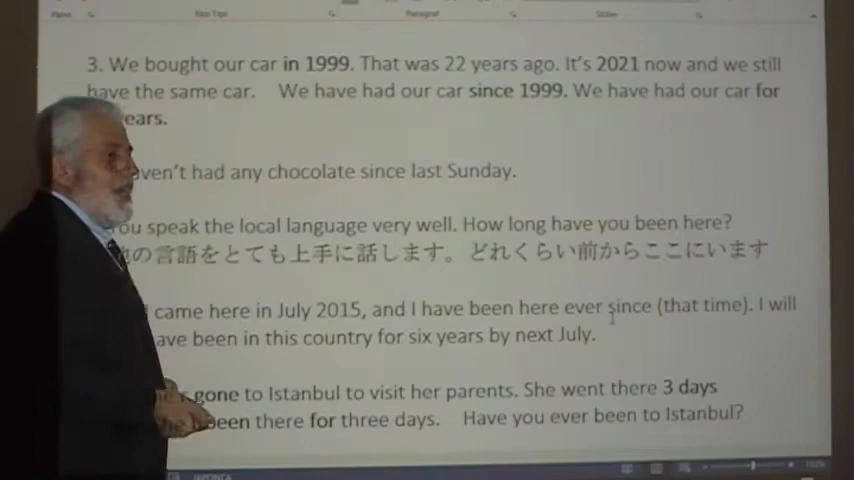 Paragraf
3. We bought our car in 1999. That was 22 years ago. It's 2021 now and we still
have the same car. We have had our car since 1999. We have had our car for
ears.
ven't had any chocolate since last Sunday.
ou speak the local language very well. How long have you been here?
の言語をとても上手に話します。どれくらい前からここにいます
I came here in July 2015, and I have been here ever since (that time). I will
ave been in this country for six years by next July.
gone to Istanbul to visit her parents. She went there 3 days
been there for three days. Have you ever been to Istanbul?